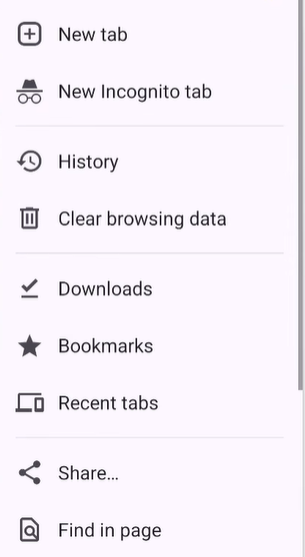 New tab
New Incognito tab
History
Clear browsing data
Downloads
Bookmarks
Recent tabs
Share...
Find in page